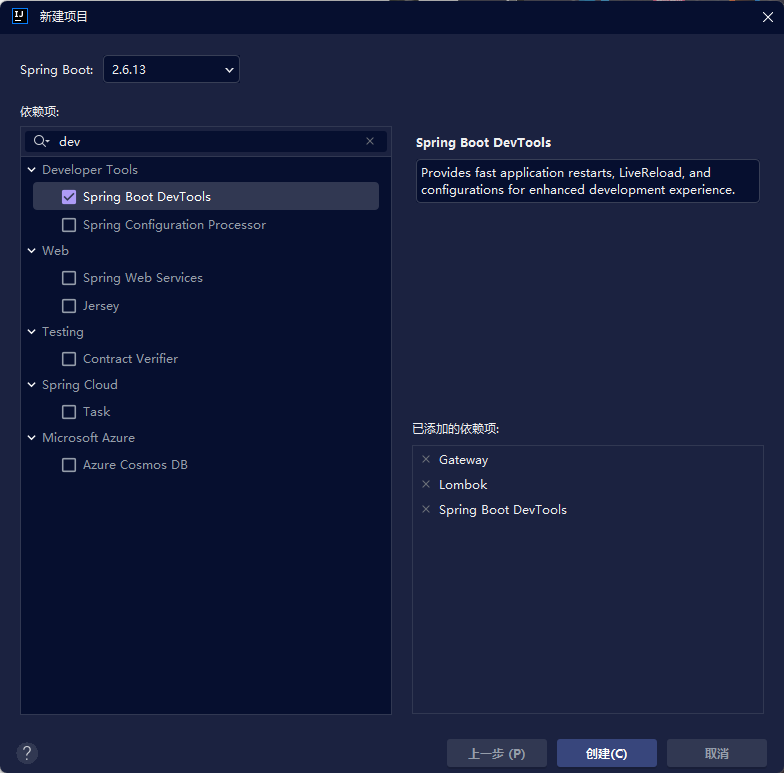 新建项目
Spring Boot:
2.6.13
依赖项:
dev
Developer Tools
Spring Boot DevTools
Spring Configuration Processor
Web
Spring Web Services
Jersey
Testing
Contract Verifier
Spring Cloud
Task
Microsoft Azure
Azure Cosmos DB
Spring Boot DevTools
Provides fast application restarts, LiveReload, and
configurations for enhanced development experience.
已添加的依赖项:
Gateway
Lombok
Spring Boot DevTools
?
上一步 (P)
创建(C)
取消